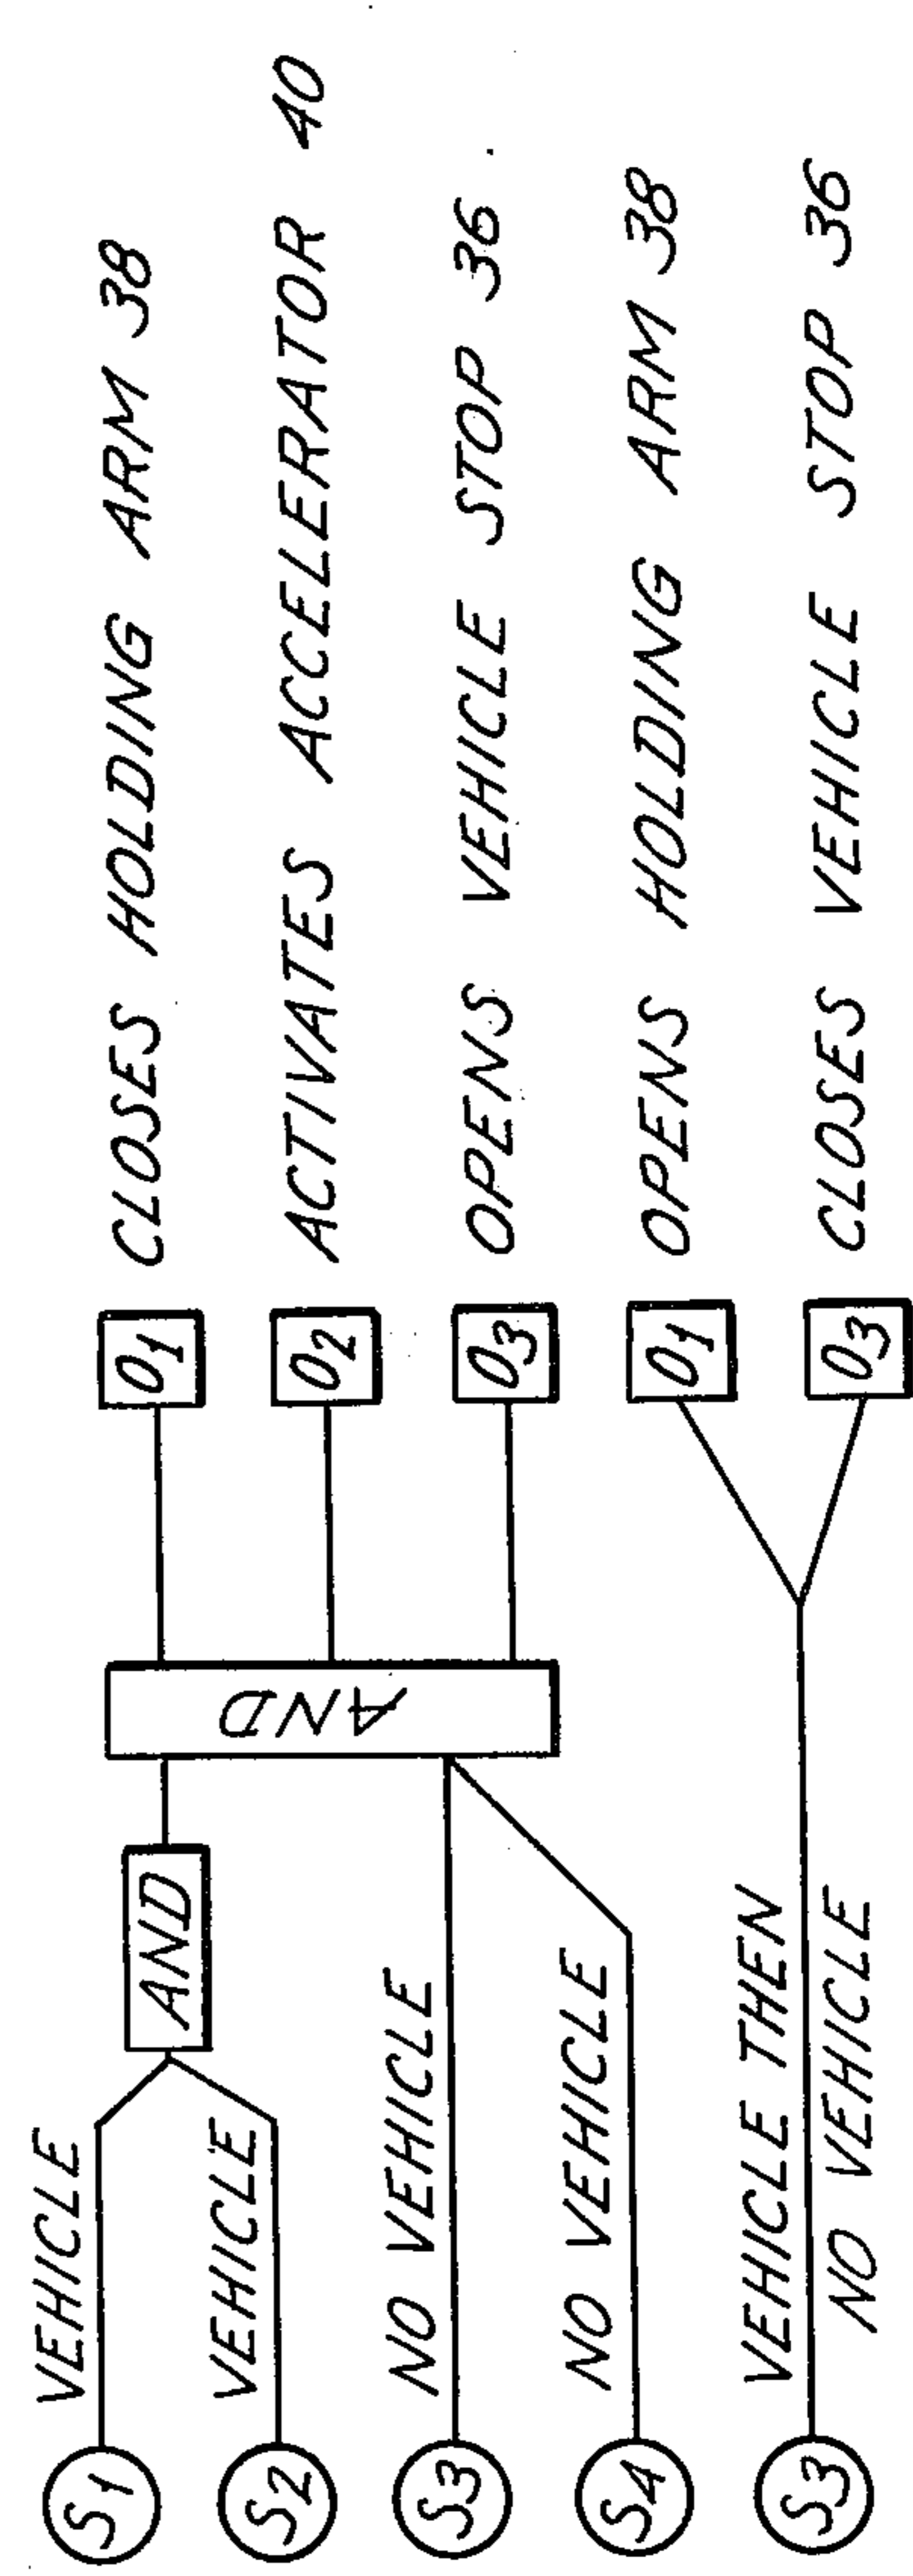 S1 VEHICLE
S2 VEHICLE
AND
S3 NO VEHICLE
S4 NO VEHICLE
AND
O1 CLOSES HOLDING ARM 38
O2 ACTIVATES ACCELERATOR 40
O3 OPENS VEHICLE STOP 36
S3 VEHICLE THEN
NO VEHICLE
O1 OPENS HOLDING ARM 38
O3 CLOSES VEHICLE STOP 36